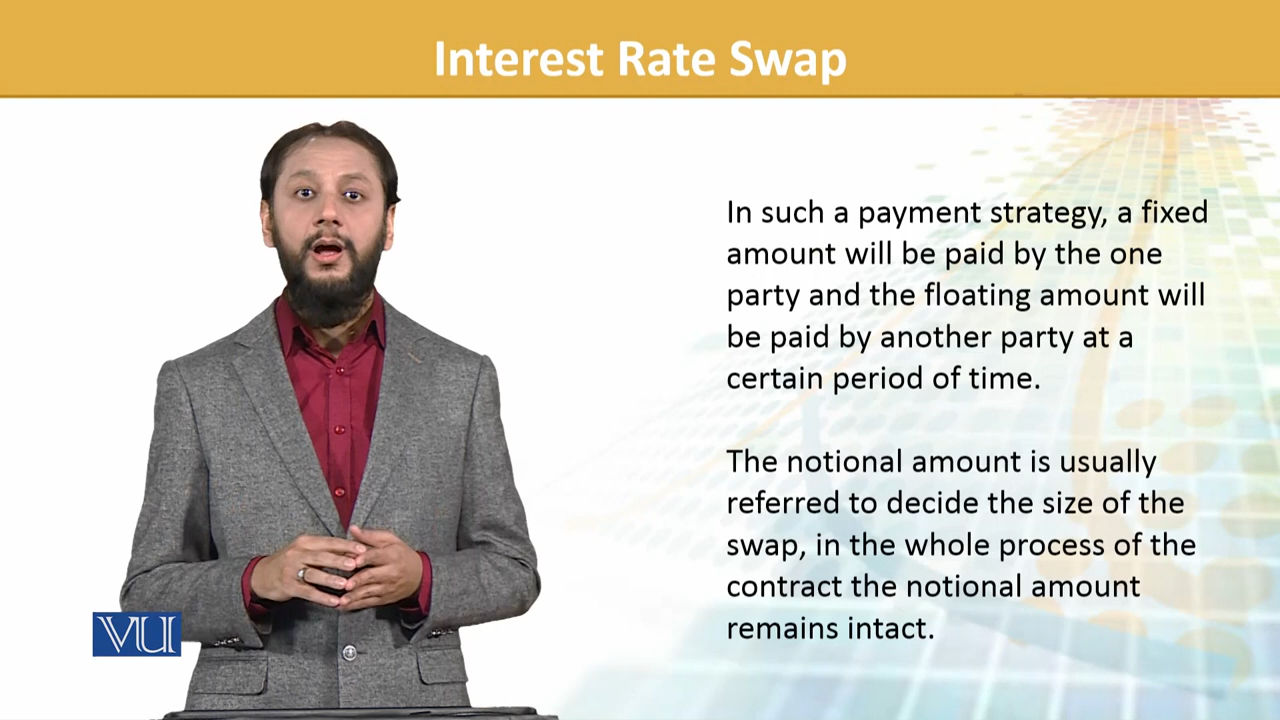 Interest Rate Swap
In such a payment strategy, a fixed
amount will be paid by the one
party and the floating amount will
be paid by another party at a
certain period of time.
The notional amount is usually
referred to decide the size of the
swap, in the whole process of the
contract the notional amount
remains intact.
VU